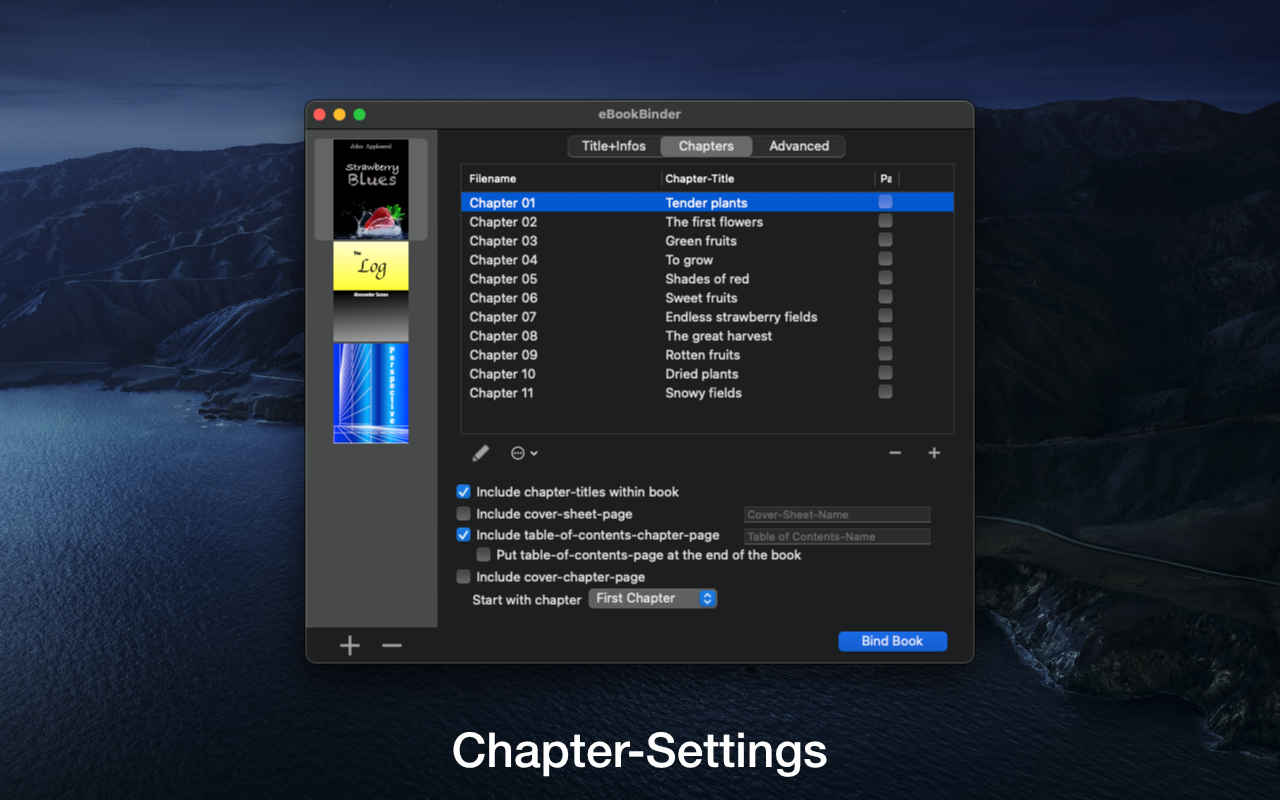 eBookBinder
John Appleseed
Strawberry
Blues
The
Log
Perspective
Title+Infos Chapters Advanced
Filename Chapter-Title Pa
Chapter 01 Tender plants
Chapter 02 The first flowers
Chapter 03 Green fruits
Chapter 04 To grow
Chapter 05 Shades of red
Chapter 06 Sweet fruits
Chapter 07 Endless strawberry fields
Chapter 08 The great harvest
Chapter 09 Rotten fruits
Chapter 10 Dried plants
Chapter 11 Snowy fields
Include chapter-titles within book
Include cover-sheet-page Cover-Sheet-Name
Include table-of-contents-chapter-page Table of Contents-Name
Put table-of-contents-page at the end of the book
Include cover-chapter-page
Start with chapter First Chapter
Bind Book
Chapter-Settings